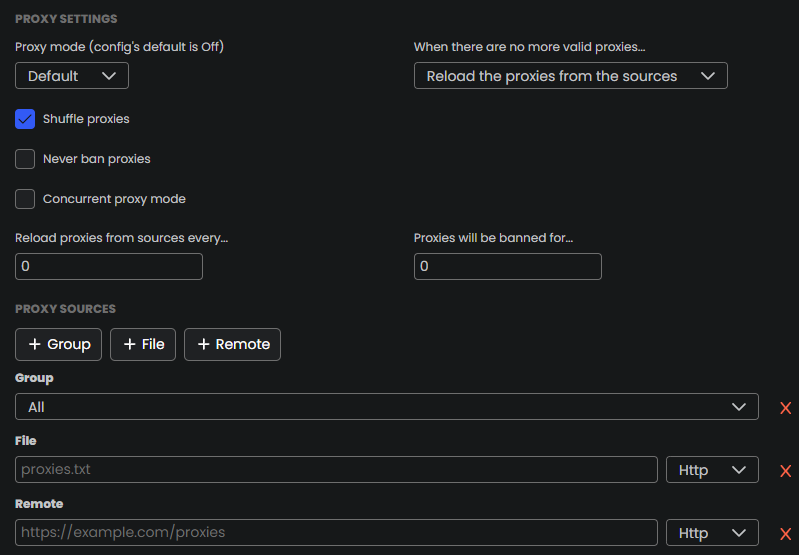 PROXY SETTINGS
Proxy mode (config's default is Off)
When there are no more valid proxies...
Default
Reload the proxies from the sources
Shuffle proxies
Never ban proxies
Concurrent proxy mode
Reload proxies from sources every...
Proxies will be banned for...
0
0
PROXY SOURCES
+ Group
+ File
+ Remote
Group
All
File
proxies.txt
Http
Remote
https://example.com/proxies
Http